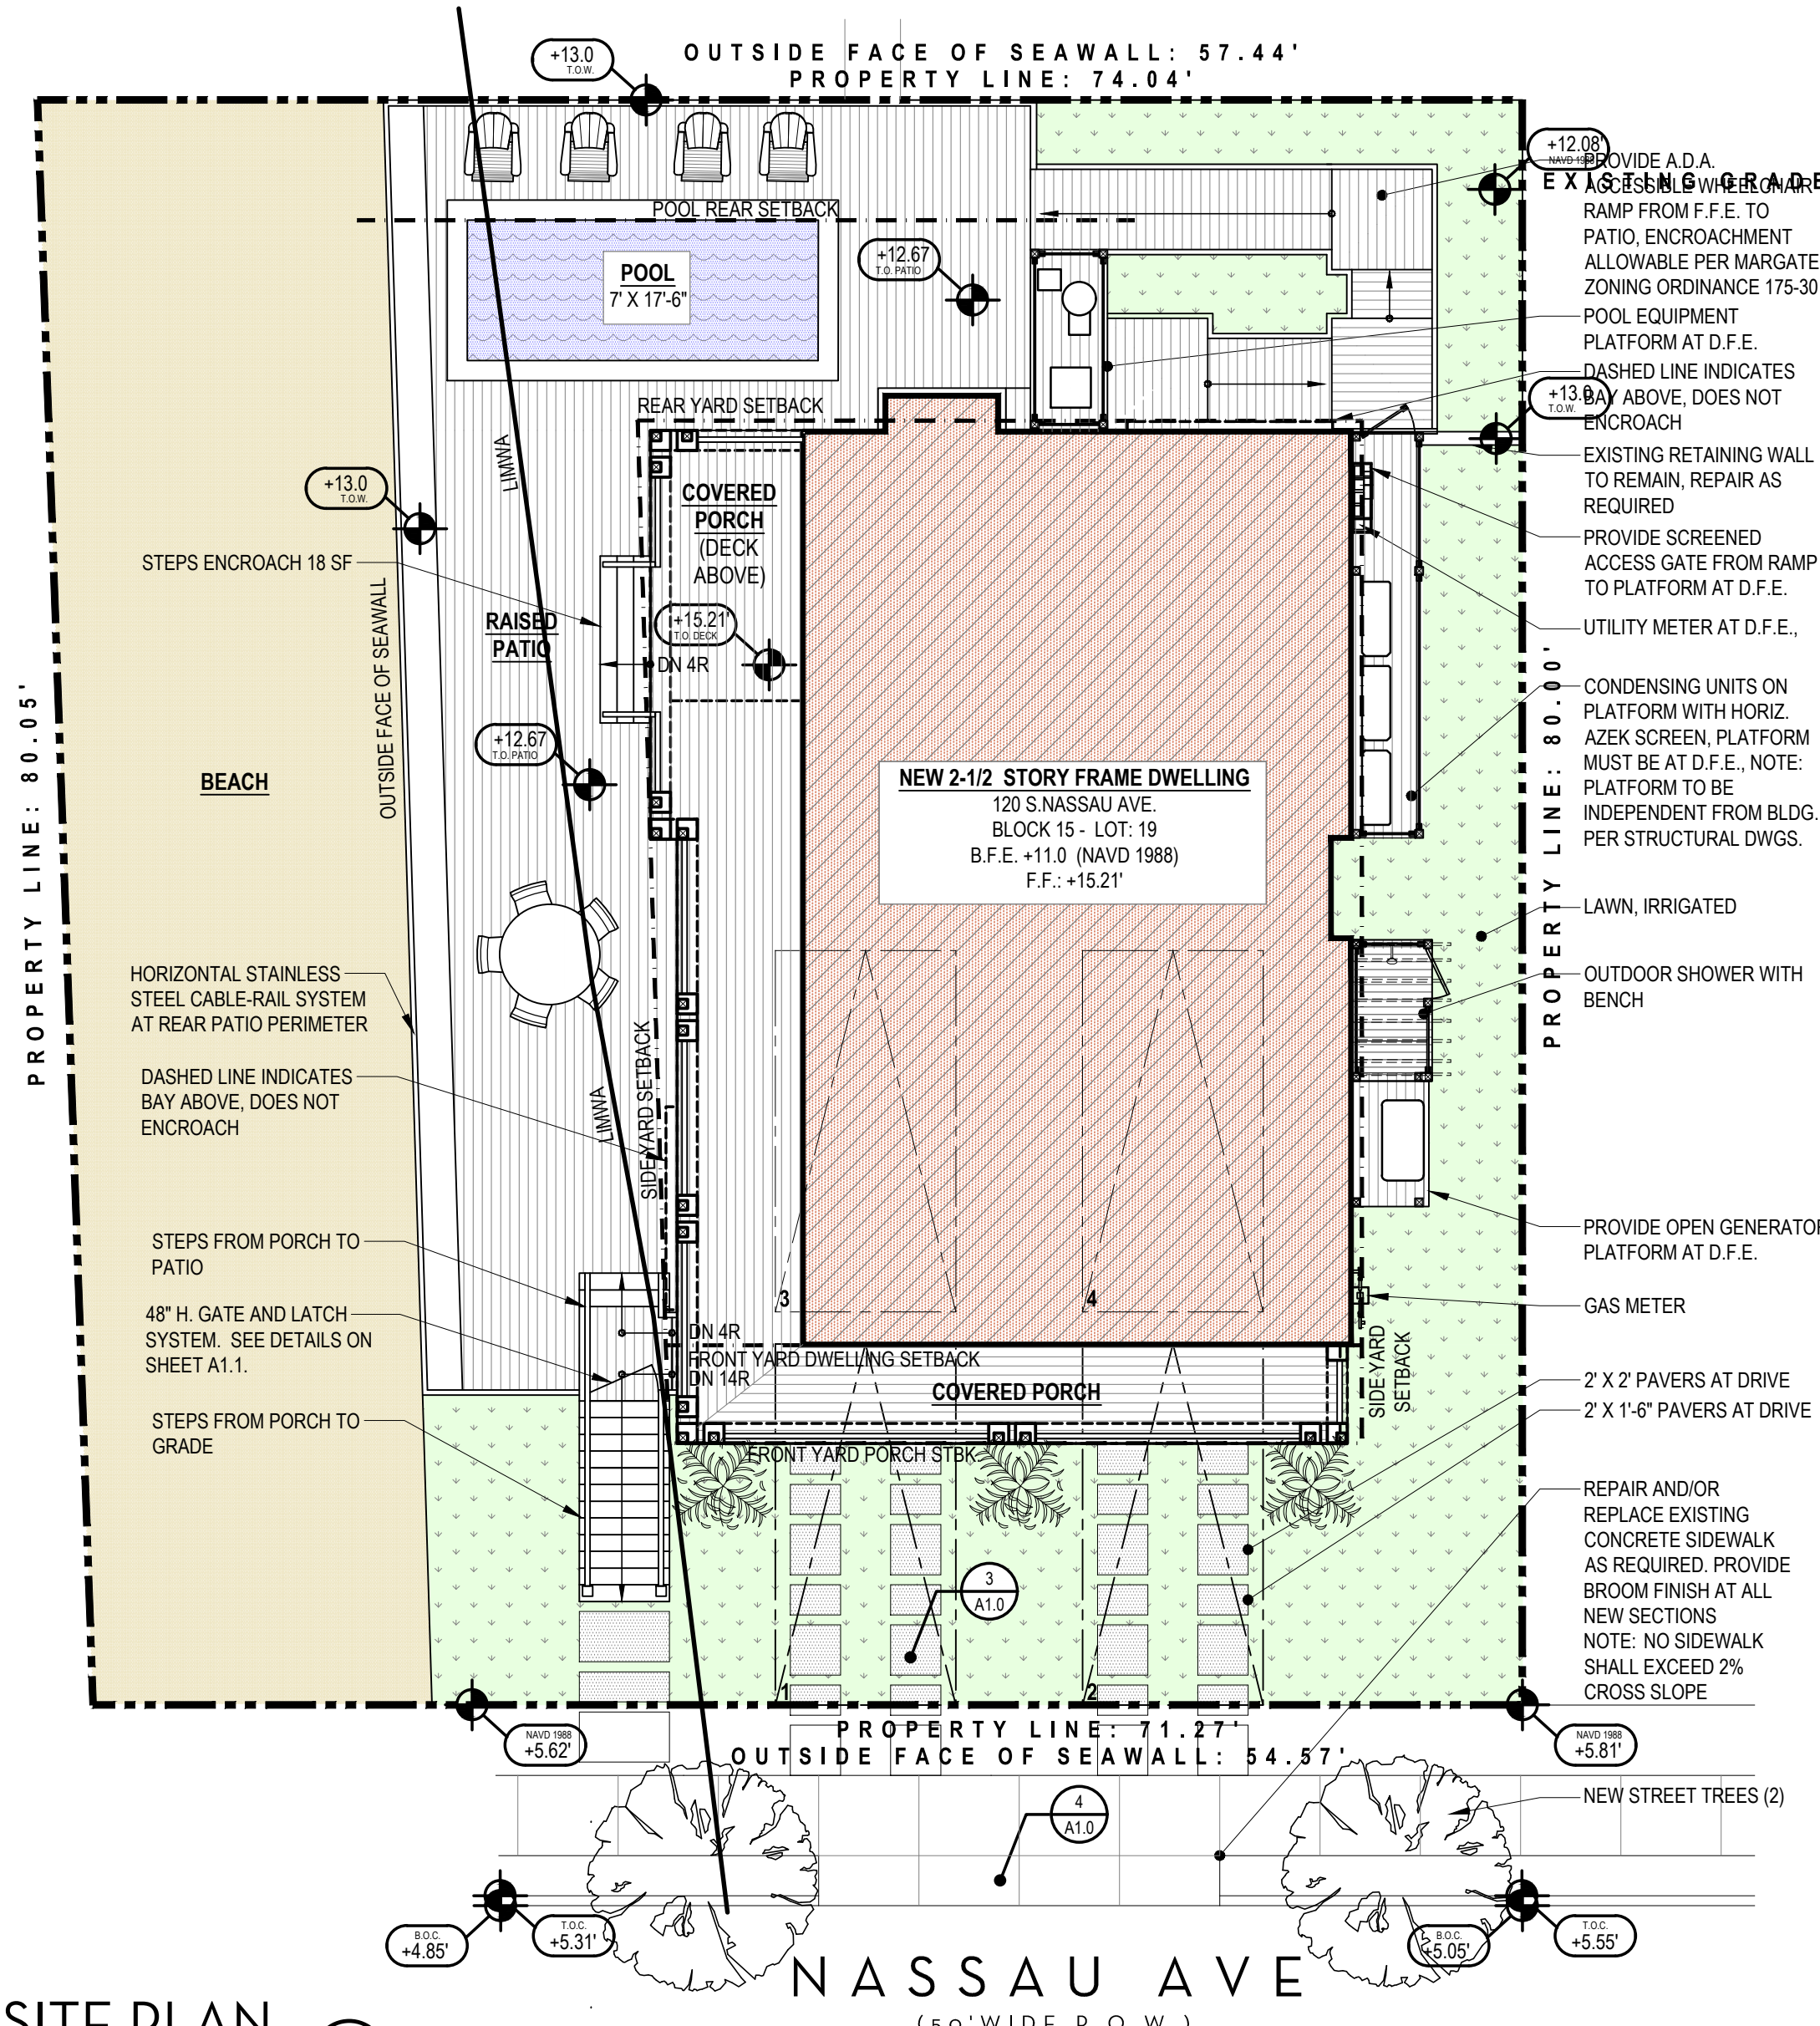 OUTSIDE FACE OF SEAWALL: 57.44'
PROPERTY LINE: 74.04'
+13.0
T.O.W.
+12.08'
NAVD 1988
EXISTING GRADE
PROVIDE A.D.A.
ACCESSIBLE WHEELCHAIR
RAMP FROM F.F.E. TO
PATIO, ENCROACHMENT
ALLOWABLE PER MARGATE
ZONING ORDINANCE 175-30
POOL EQUIPMENT
PLATFORM AT D.F.E.
DASHED LINE INDICATES
BAY ABOVE, DOES NOT
ENCROACH
+13.0
T.O.W.
EXISTING RETAINING WALL
TO REMAIN, REPAIR AS
REQUIRED
PROVIDE SCREENED
ACCESS GATE FROM RAMP
TO PLATFORM AT D.F.E.
UTILITY METER AT D.F.E.,
CONDENSING UNITS ON
PLATFORM WITH HORIZ.
AZEK SCREEN, PLATFORM
MUST BE AT D.F.E., NOTE:
PLATFORM TO BE
INDEPENDENT FROM BLDG.
PER STRUCTURAL DWGS.
LAWN, IRRIGATED
OUTDOOR SHOWER WITH
BENCH
PROVIDE OPEN GENERATOR
PLATFORM AT D.F.E.
GAS METER
2' X 2' PAVERS AT DRIVE
2' X 1'-6" PAVERS AT DRIVE
REPAIR AND/OR
REPLACE EXISTING
CONCRETE SIDEWALK
AS REQUIRED. PROVIDE
BROOM FINISH AT ALL
NEW SECTIONS
NOTE: NO SIDEWALK
SHALL EXCEED 2%
CROSS SLOPE
NEW STREET TREES (2)
PROPERTY LINE: 80.00'
POOL REAR SETBACK
POOL
7' X 17'-6"
+12.67
T.O. PATIO
REAR YARD SETBACK
LIMWA
COVERED
PORCH
(DECK
ABOVE)
+13.0
T.O.W.
STEPS ENCROACH 18 SF
OUTSIDE FACE OF SEAWALL
RAISED
PATIO
+15.21'
T.O. DECK
DN 4R
+12.67
T.O. PATIO
PROPERTY LINE: 80.05'
BEACH
NEW 2-1/2 STORY FRAME DWELLING
120 S.NASSAU AVE.
BLOCK 15 - LOT: 19
B.F.E. +11.0 (NAVD 1988)
F.F.: +15.21'
HORIZONTAL STAINLESS
STEEL CABLE-RAIL SYSTEM
AT REAR PATIO PERIMETER
DASHED LINE INDICATES
BAY ABOVE, DOES NOT
ENCROACH
LIMWA
SIDE YARD SETBACK
STEPS FROM PORCH TO
PATIO
48" H. GATE AND LATCH
SYSTEM. SEE DETAILS ON
SHEET A1.1.
STEPS FROM PORCH TO
GRADE
3
4
DN 4R
FRONT YARD DWELLING SETBACK
DN 14R
COVERED PORCH
SIDE YARD
SETBACK
FRONT YARD PORCH STBK.
3
A1.0
1
2
NAVD 1988
+5.62'
PROPERTY LINE: 71.27'
OUTSIDE FACE OF SEAWALL: 54.57'
NAVD 1988
+5.81'
4
A1.0
B.O.C.
+4.85'
T.O.C.
+5.31'
B.O.C.
+5.05'
T.O.C.
+5.55'
NASSAU AVE
(50'WIDE R.O.W.)
SITE PLAN